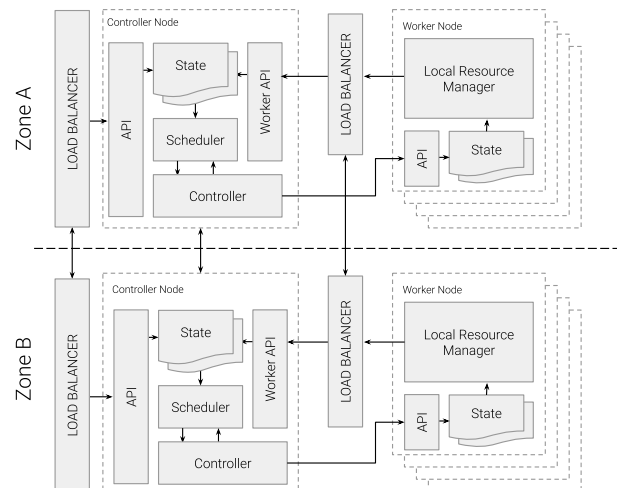 Zone A
LOAD BALANCER
Controller Node
API
State
Worker API
Scheduler
Controller
LOAD BALANCER
Worker Node
Local Resource
Manager
API
State
Zone B
LOAD BALANCER
Controller Node
API
State
Worker API
Scheduler
Controller
LOAD BALANCER
Worker Node
Local Resource
Manager
API
State